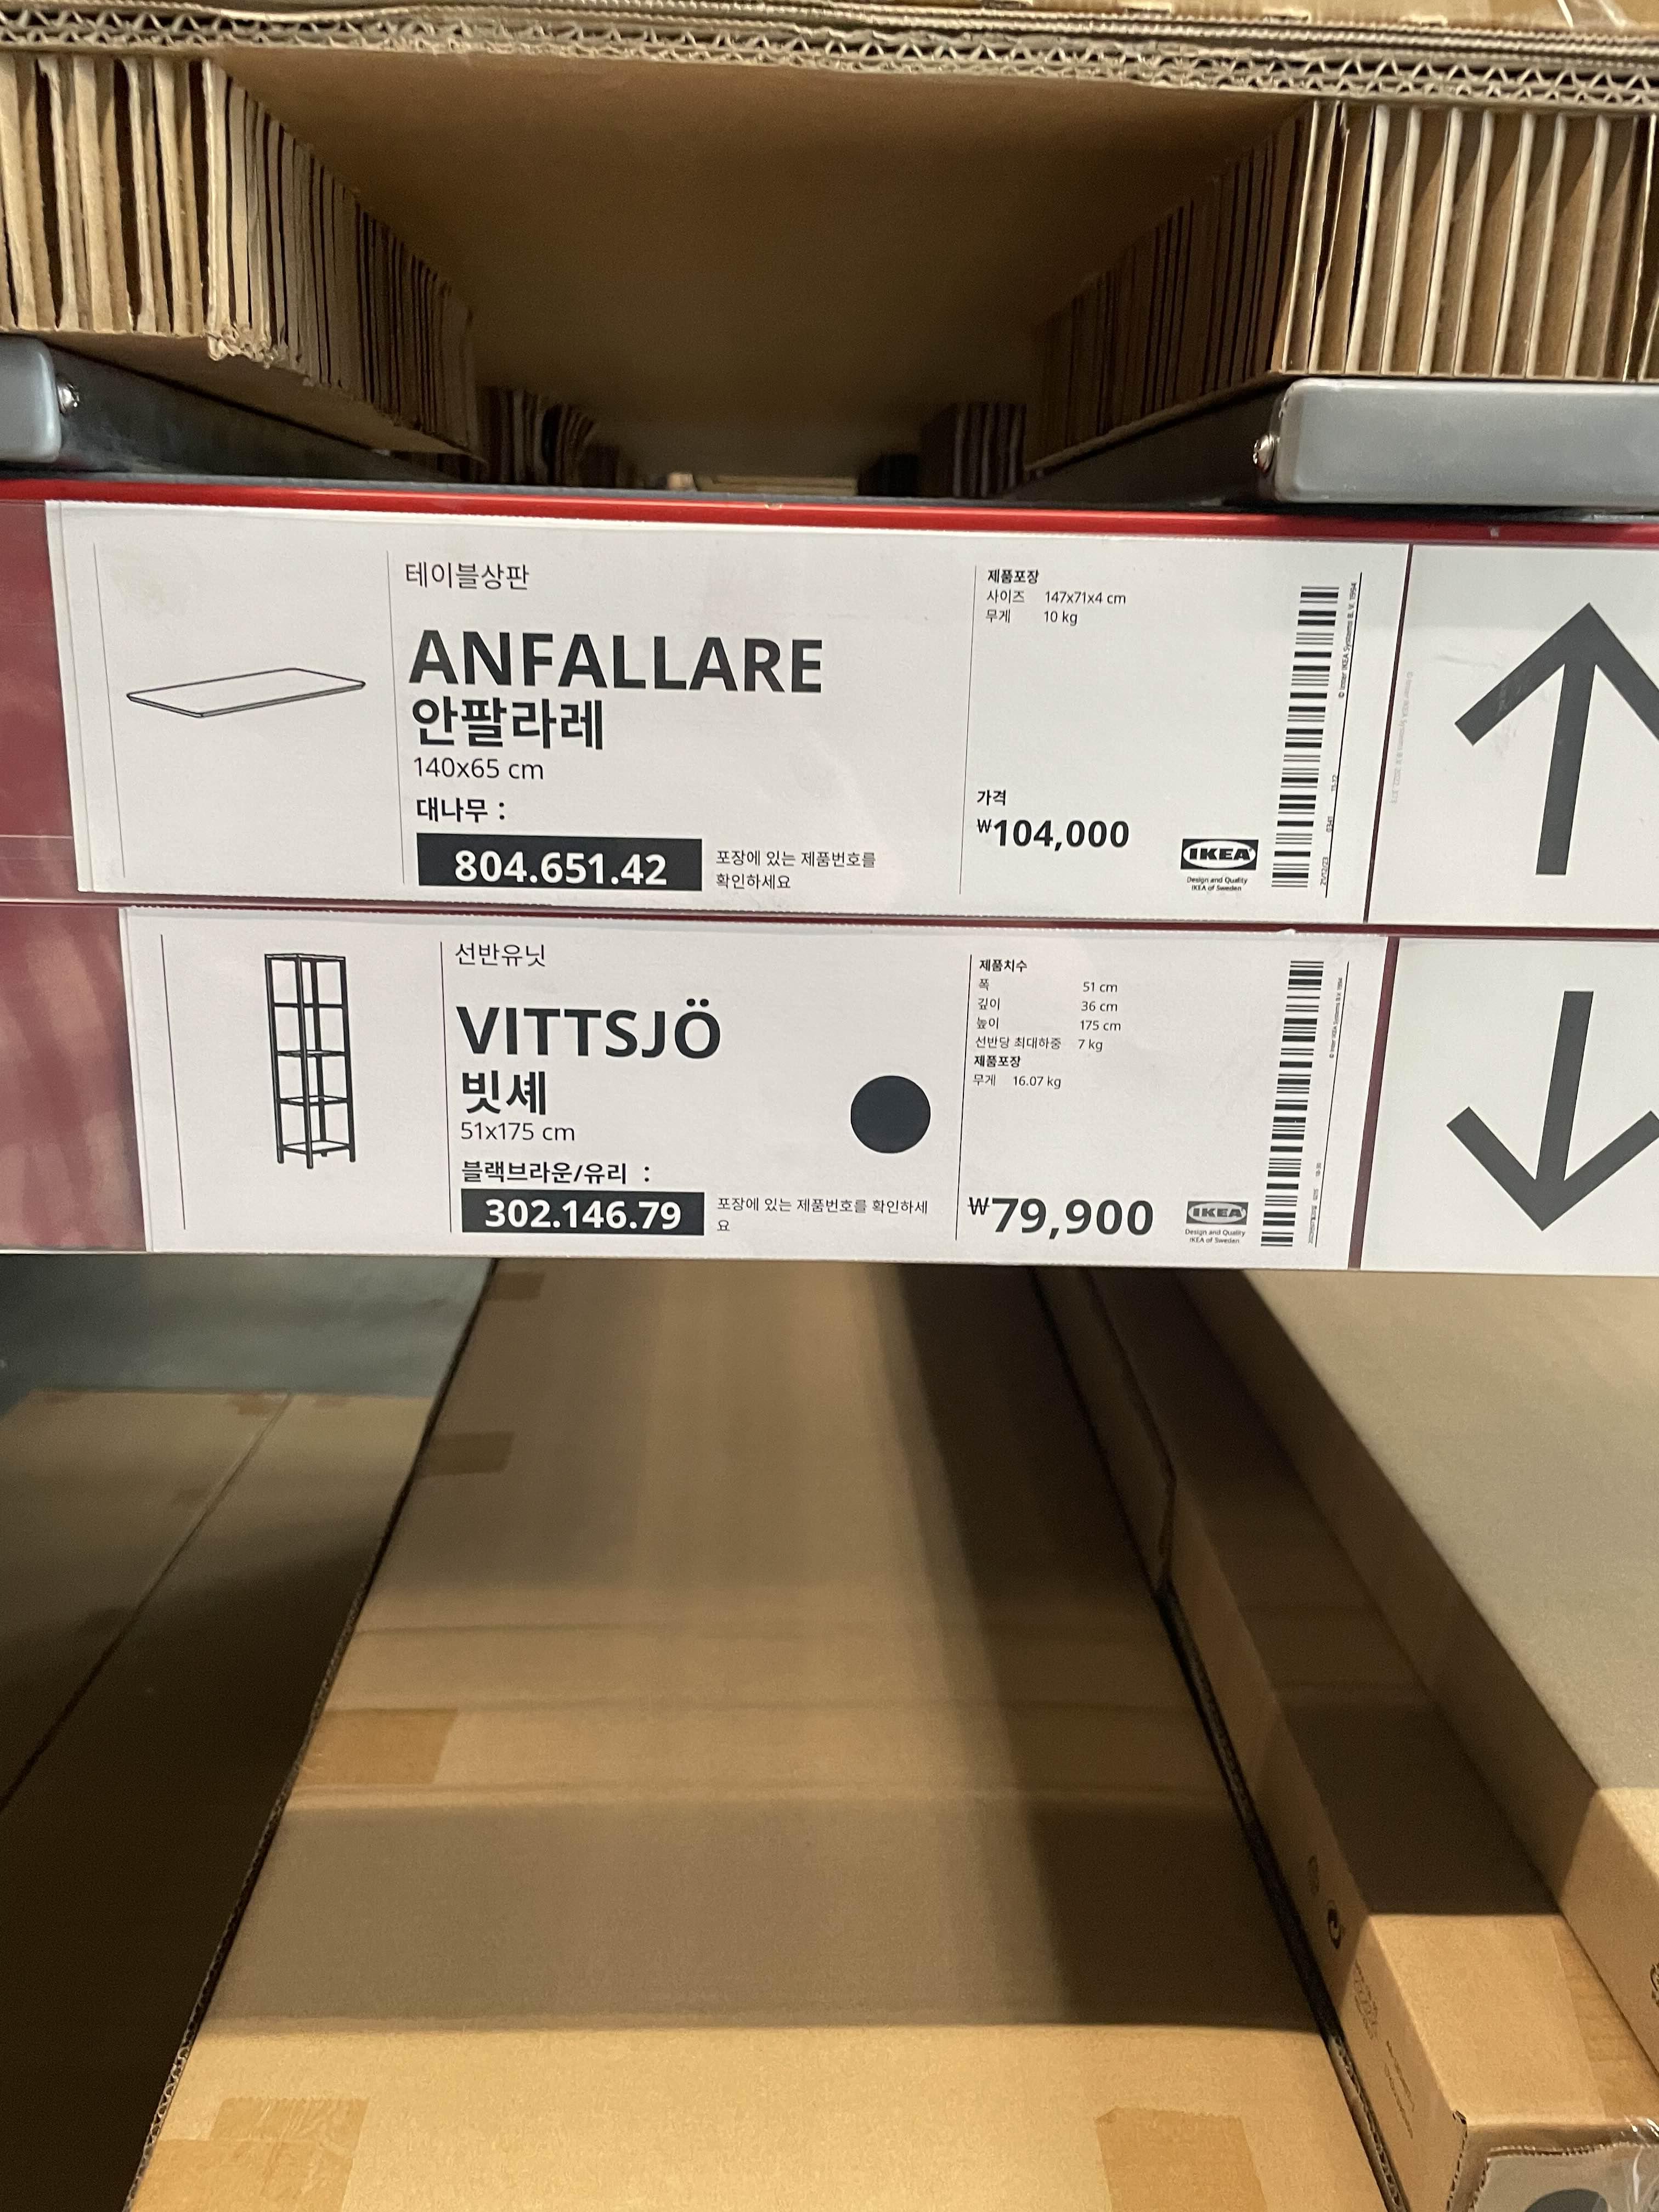 테이블상판
ANFALLARE
안팔라레
140x65 cm
대나무 :
804.651.42
포장에 있는 제품번호를
확인하세요
제품포장
사이즈 147x71x4 cm
무게 10 kg
가격
₩104,000
IKEA
Design and Quality
IKEA of Sweden
© Inter IKEA Systems B.V. 1994
선반유닛
VITTSJÖ
빗셰
51x175 cm
블랙브라운/유리 :
302.146.79
포장에 있는 제품번호를 확인하세
요
제품치수
폭 51 cm
깊이 36 cm
높이 175 cm
선반당 최대하중 7 kg
제품포장
무게 16.07 kg
₩79,900
IKEA
Design and Quality
IKEA of Sweden